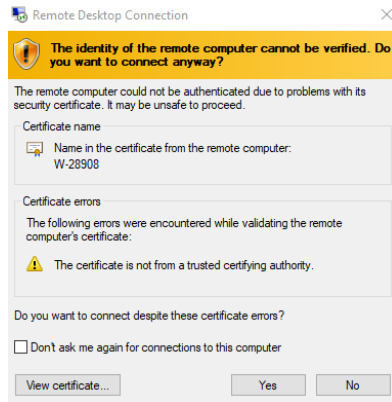 Remote Desktop Connection
The identity of the remote computer cannot be verified. Do
you want to connect anyway?
The remote computer could not be authenticated due to problems with its
security certificate. It may be unsafe to proceed.
Certificate name
Name in the certificate from the remote computer:
W-28908
Certificate errors
The following errors were encountered while validating the remote
computer's certificate:
The certificate is not from a trusted certifying authority.
Do you want to connect despite these certificate errors?
Don't ask me again for connections to this computer
View certificate... Yes No